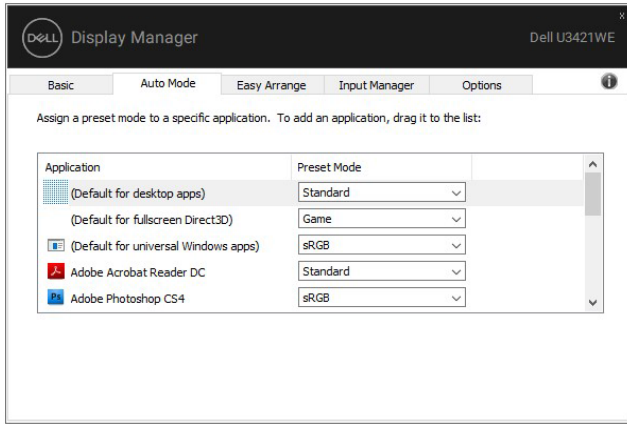 x
DELL Display Manager Dell U3421WE
Basic Auto Mode Easy Arrange Input Manager Options
Assign a preset mode to a specific application. To add an application, drag it to the list:
Application Preset Mode
(Default for desktop apps) Standard
(Default for fullscreen Direct3D) Game
(Default for universal Windows apps) sRGB
Adobe Acrobat Reader DC Standard
Ps Adobe Photoshop CS4 sRGB